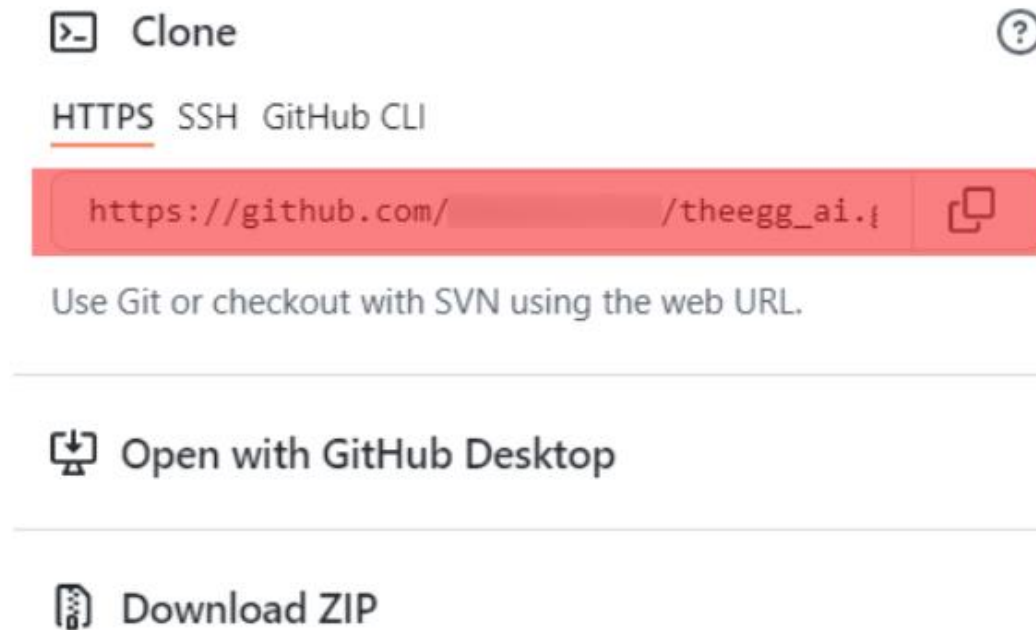 Clone
HTTPS SSH GitHub CLI
https://github.com/ /theegg_ai.g
Use Git or checkout with SVN using the web URL.
Open with GitHub Desktop
Download ZIP